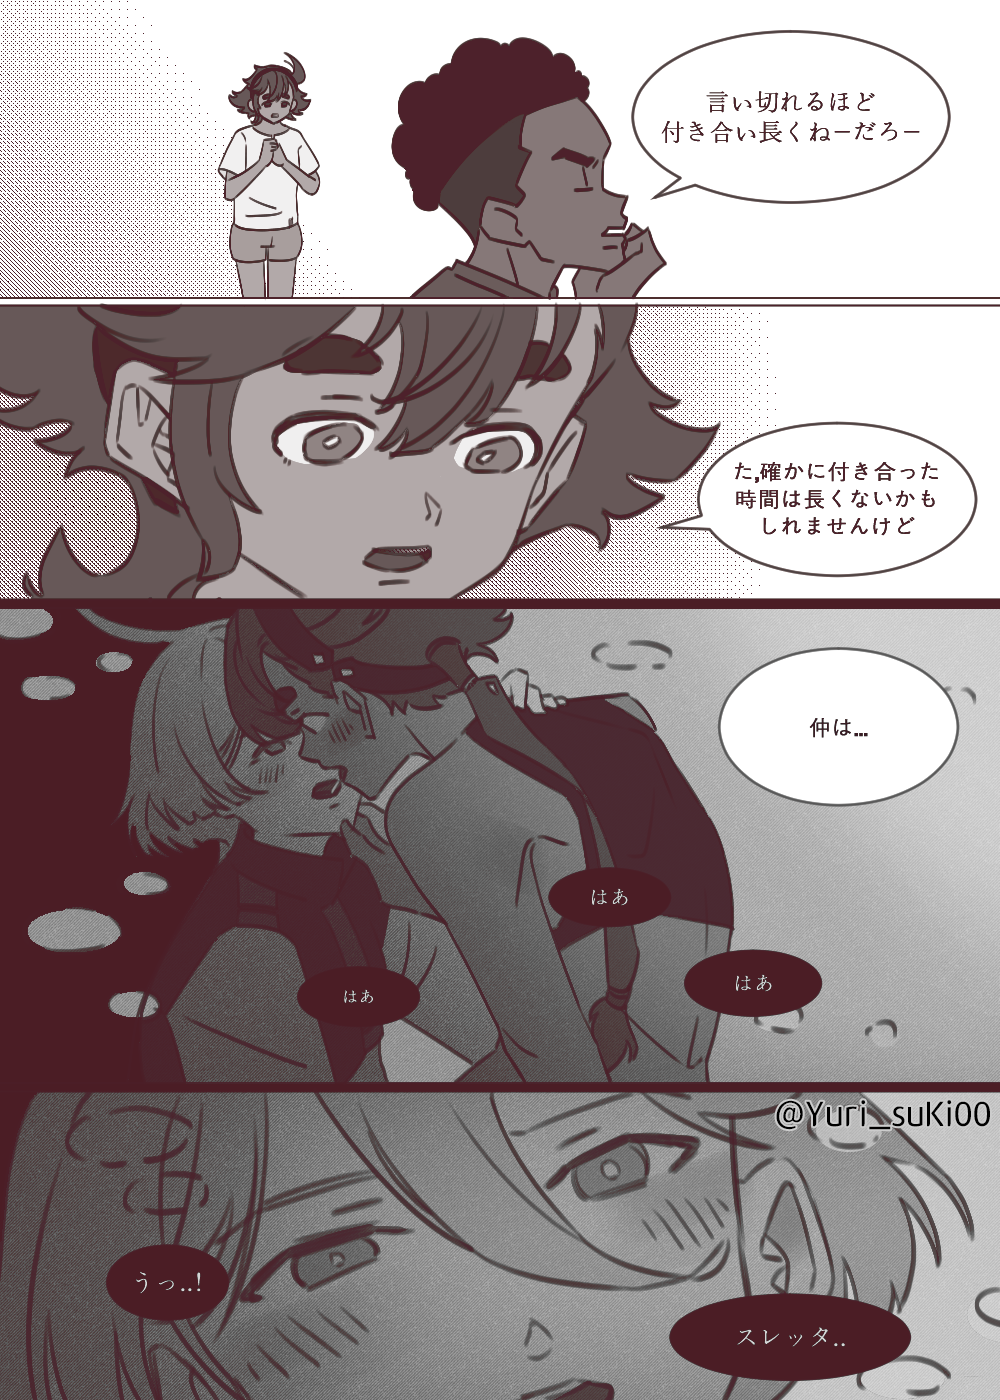 言い切れるほど
付き合い長くねーだろー
た,確かに付き合った
時間は長くないかも
しれませんけど
仲は...
はあ
はあ
はあ
@Yuri_suKi00
うっ..!
スレッタ..